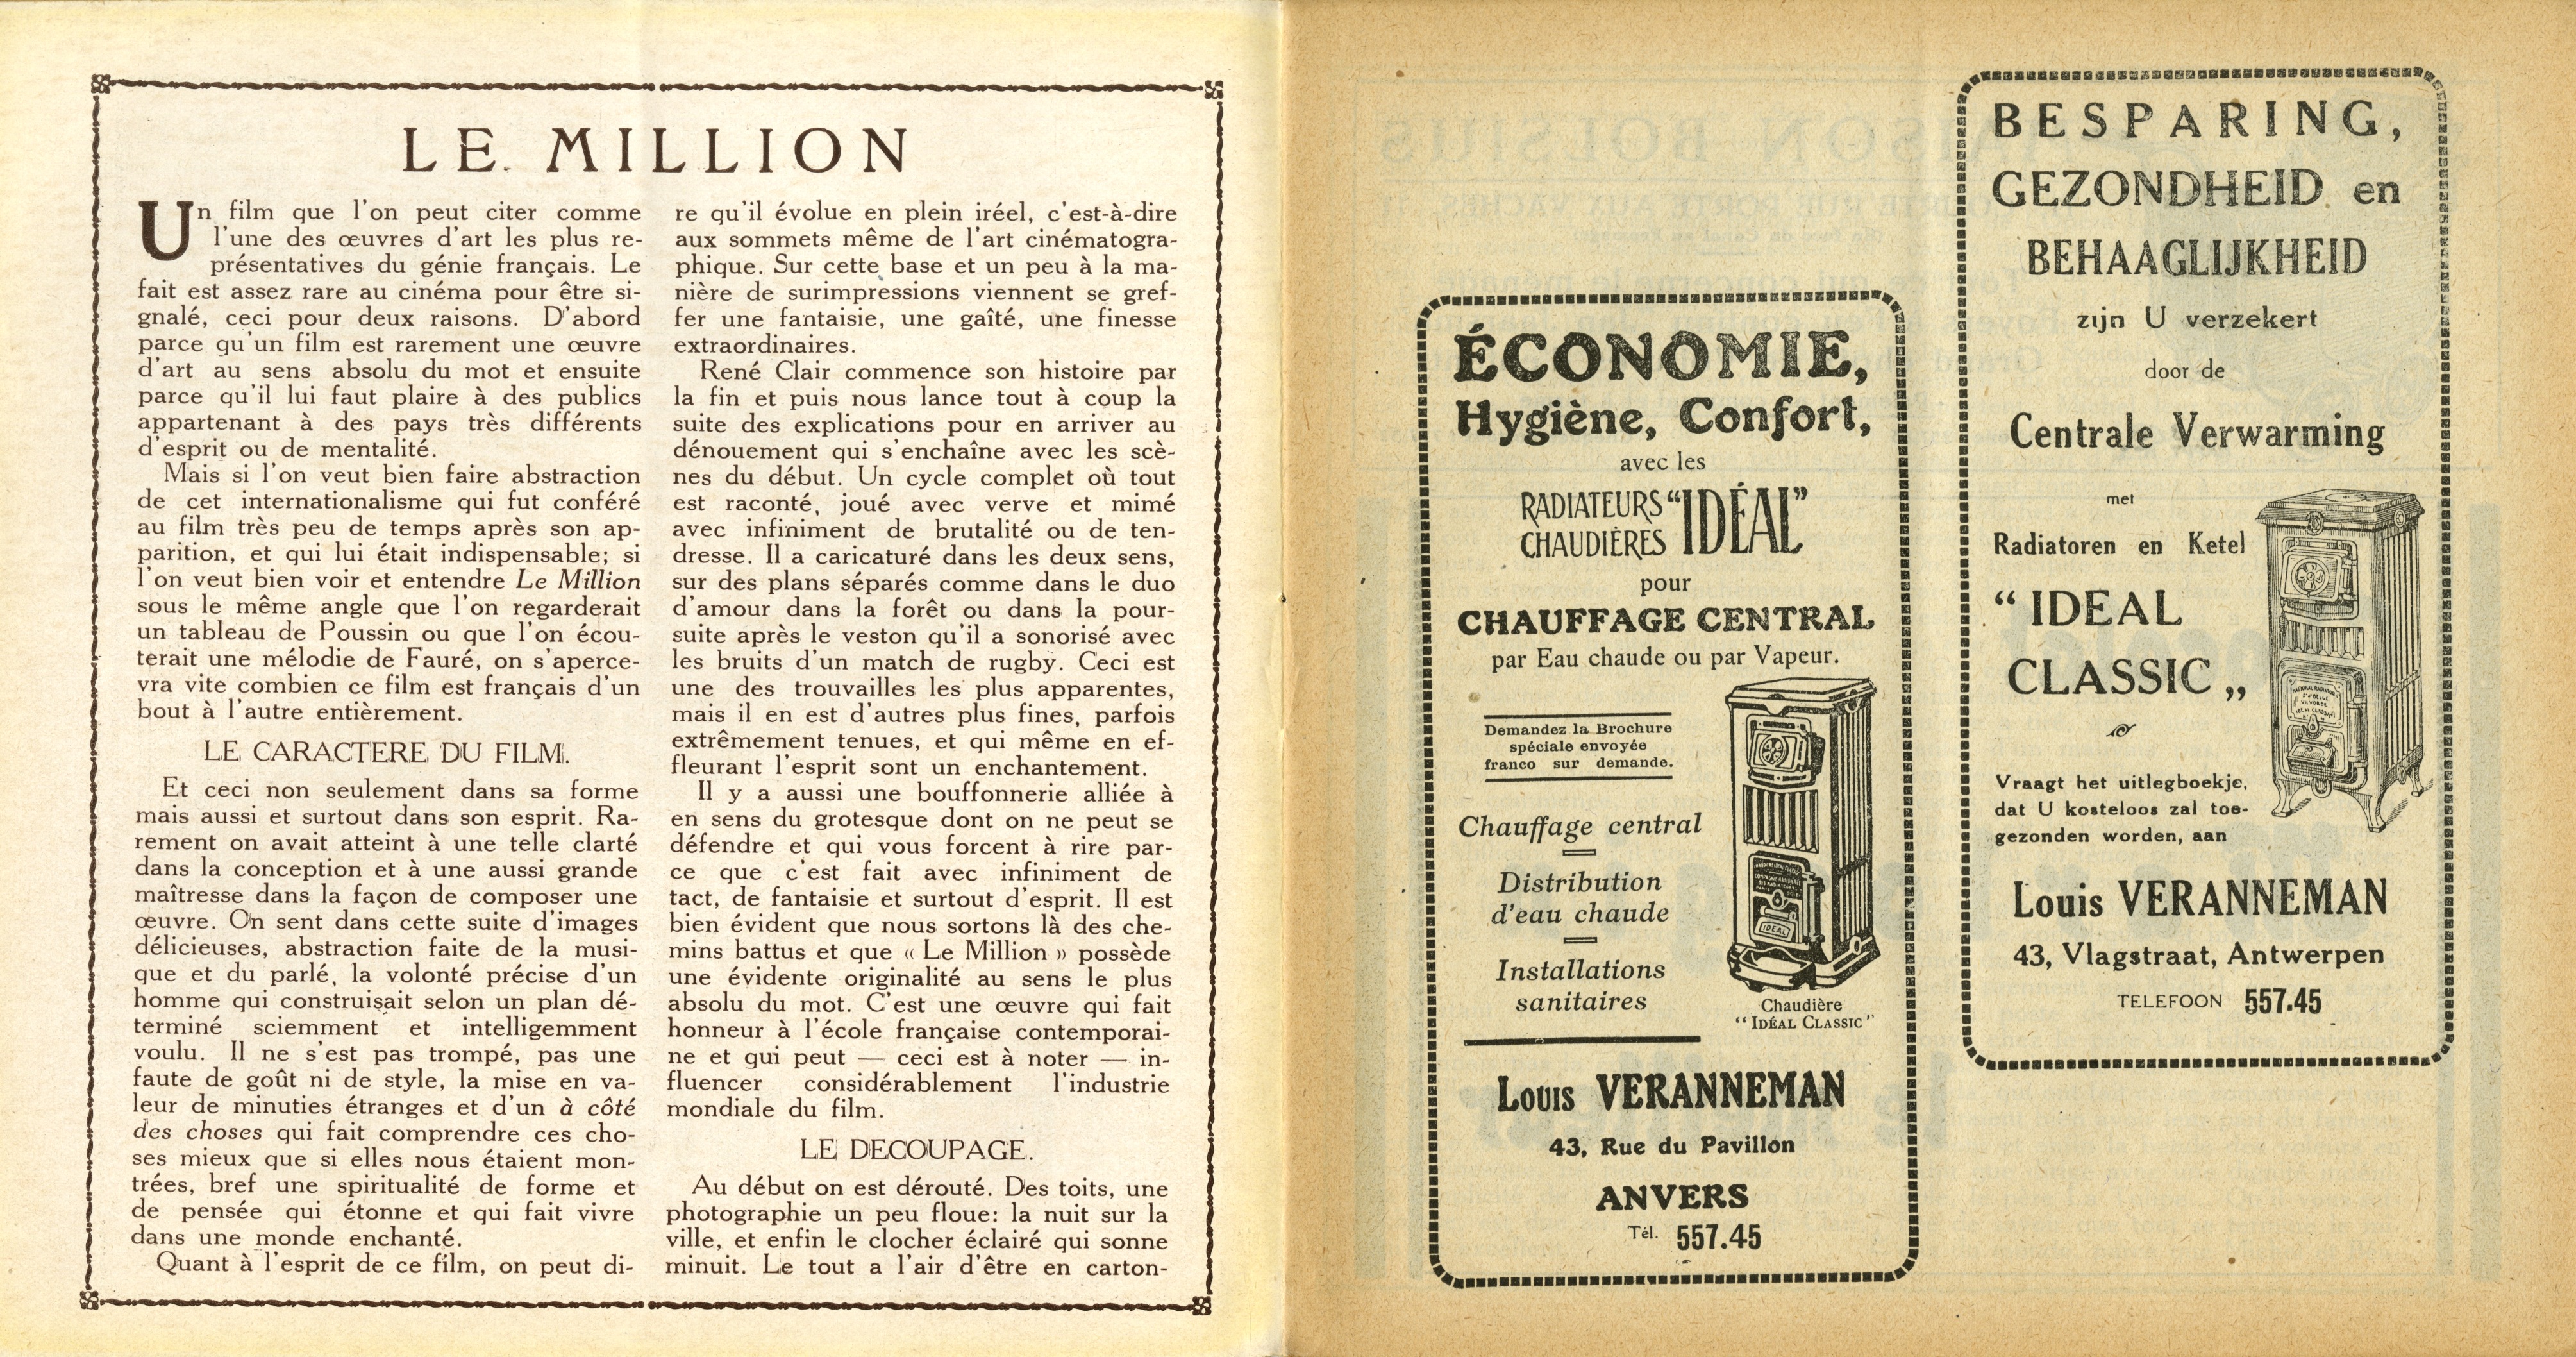 LE MILLION
Un film que l'on peut citer comme
l'une des œuvres d'art les plus re-
présentatives du génie français. Le
fait est assez rare au cinéma pour être si-
gnalé, ceci pour deux raisons. D'abord
parce qu'un film est rarement une œuvre
d'art au sens absolu du mot et ensuite
parce qu'il lui faut plaire à des publics
appartenant à des pays très différents
d'esprit ou de mentalité.
Mais si l'on veut bien faire abstraction
de cet internationalisme qui fut conféré
au film très peu de temps après son ap-
parition, et qui lui était indispensable; si
l'on veut bien voir et entendre Le Million
sous le même angle que l'on regarderait
un tableau de Poussin ou que l'on écou-
terait une mélodie de Fauré, on s'aperce-
vra vite combien ce film est français d'un
bout à l'autre entièrement.
LE CARACTERE DU FILM.
Et ceci non seulement dans sa forme
mais aussi et surtout dans son esprit. Ra-
rement on avait atteint à une telle clarté
dans la conception et à une aussi grande
maîtresse dans la façon de composer une
œuvre. On sent dans cette suite d'images
délicieuses, abstraction faite de la musi-
que et du parlé, la volonté précise d'un
homme qui construisait selon un plan dé-
terminé sciemment et intelligemment
voulu. Il ne s'est pas trompé, pas une
faute de goût ni de style, la mise en va-
leur de minuties étranges et d'un à côté
des choses qui fait comprendre ces cho-
ses mieux que si elles nous étaient mon-
trées, bref une spiritualité de forme et
de pensée qui étonne et qui fait vivre
dans une monde enchanté.
Quant à l'esprit de ce film, on peut di-
re qu'il évolue en plein iréel, c'est-à-dire
aux sommets même de l'art cinématogra-
phique. Sur cette base et un peu à la ma-
nière de surimpressions viennent se gref-
fer une fantaisie, une gaîté, une finesse
extraordinaires.
René Clair commence son histoire par
la fin et puis nous lance tout à coup la
suite des explications pour en arriver au
dénouement qui s'enchaîne avec les scè-
nes du début. Un cycle complet où tout
est raconté, joué avec verve et mimé
avec infiniment de brutalité ou de ten-
dresse. Il a caricaturé dans les deux sens,
sur des plans séparés comme dans le duo
d'amour dans la forêt ou dans la pour-
suite après le veston qu'il a sonorisé avec
les bruits d'un match de rugby. Ceci est
une des trouvailles les plus apparentes,
mais il en est d'autres plus fines, parfois
extrêmement tenues, et qui même en ef-
fleurant l'esprit sont un enchantement.
Il y a aussi une bouffonnerie alliée à
en sens du grotesque dont on ne peut se
défendre et qui vous forcent à rire par-
ce que c'est fait avec infiniment de
tact, de fantaisie et surtout d'esprit. Il est
bien évident que nous sortons là des che-
mins battus et que « Le Million » possède
une évidente originalité au sens le plus
absolu du mot. C'est une œuvre qui fait
honneur à l'école française contemporai-
ne et qui peut — ceci est à noter — in-
fluencer considérablement l'industrie
mondiale du film.
LE DECOUPAGE.
Au début on est dérouté. Des toits, une
photographie un peu floue: la nuit sur la
ville, et enfin le clocher éclairé qui sonne
minuit. Le tout a l'air d'être en carton-
ÉCONOMIE,
Hygiène, Confort,
avec les
RADIATEURS
CHAUDIÈRES
"IDÉAL"
pour
CHAUFFAGE CENTRAL
par Eau chaude ou par Vapeur.
Demandez la Brochure
spéciale envoyée
franco sur demande.
Chauffage central
Distribution
d'eau chaude
Installations
sanitaires
IDEAL
Chaudière
"IDÉAL CLASSIC"
Louis VERANNEMAN
43, Rue du Pavillon
ANVERS
Tél. 557.45
BESPARING,
GEZONDHEID en
BEHAAGLIJKHEID
zijn U verzekert
door de
Centrale Verwarming
met
Radiatoren en Ketel
"IDEAL
CLASSIC„
Vraagt het uitlegboekje,
dat U kosteloos zal toe-
gezonden worden, aan
Louis VERANNEMAN
43, Vlagstraat, Antwerpen
TELEFOON 557.45